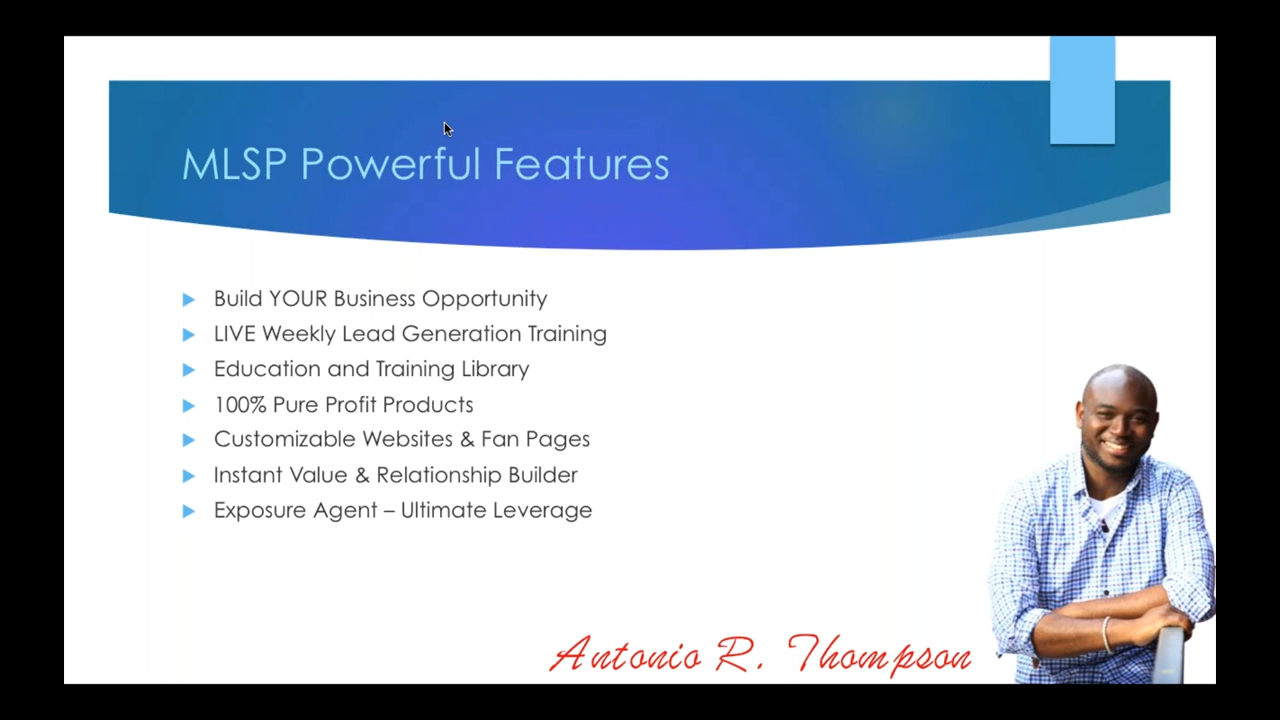 MLSP Powerful Features
Build YOUR Business Opportunity
LIVE Weekly Lead Generation Training
Education and Training Library
100% Pure Profit Products
Customizable Websites & Fan Pages
Instant Value & Relationship Builder
Exposure Agent – Ultimate Leverage
Antonio R. Thompson